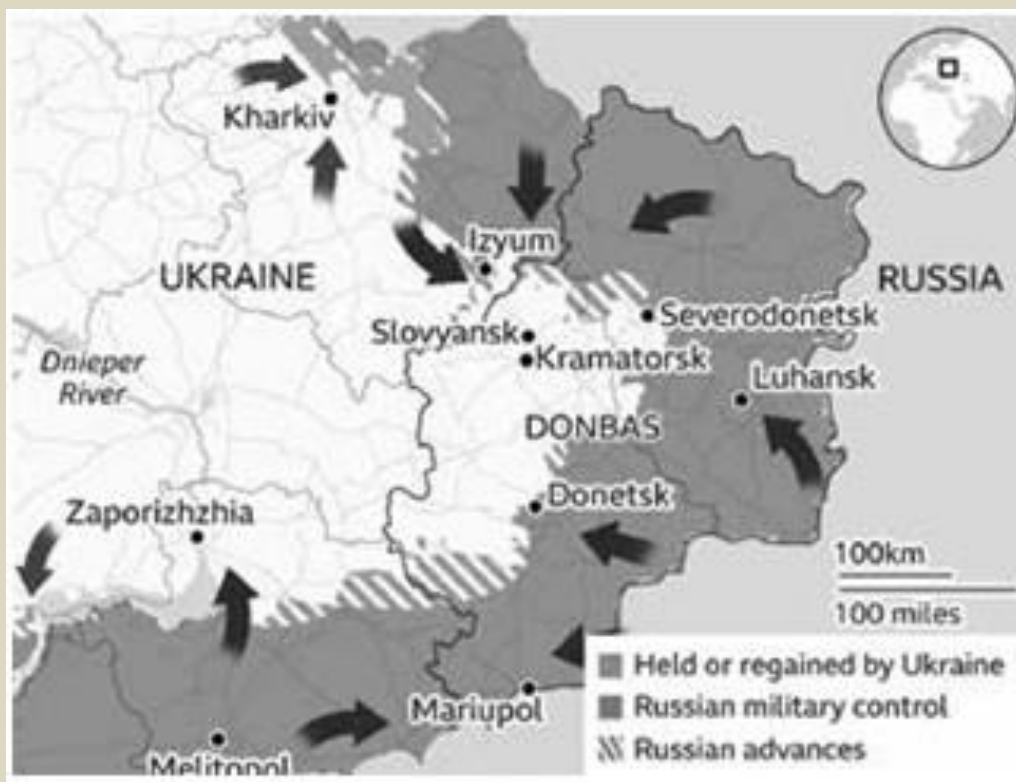 Kharkiv
Izyum
UKRAINE
RUSSIA
Severodonetsk
Slovyansk
Kramatorsk
Dnieper
River
Luhansk
DONBAS
Donetsk
Zaporizhzhia
100km
100 miles
Held or regained by Ukraine
Mariupol
Russian military control
Russian advances
Melitopol